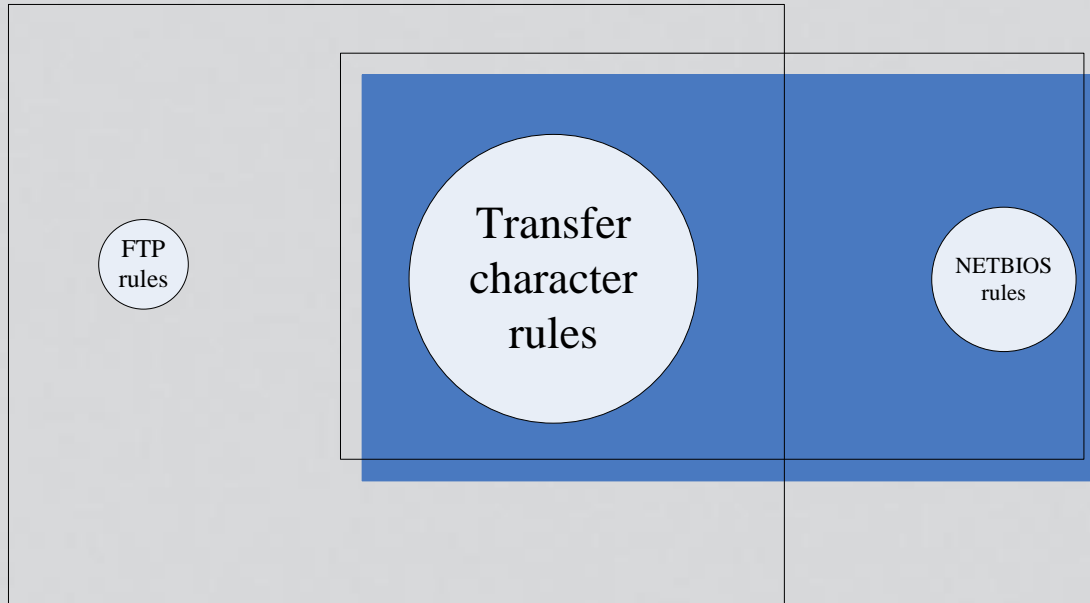 FTP
rules
Transfer
character
rules
NETBIOS
rules